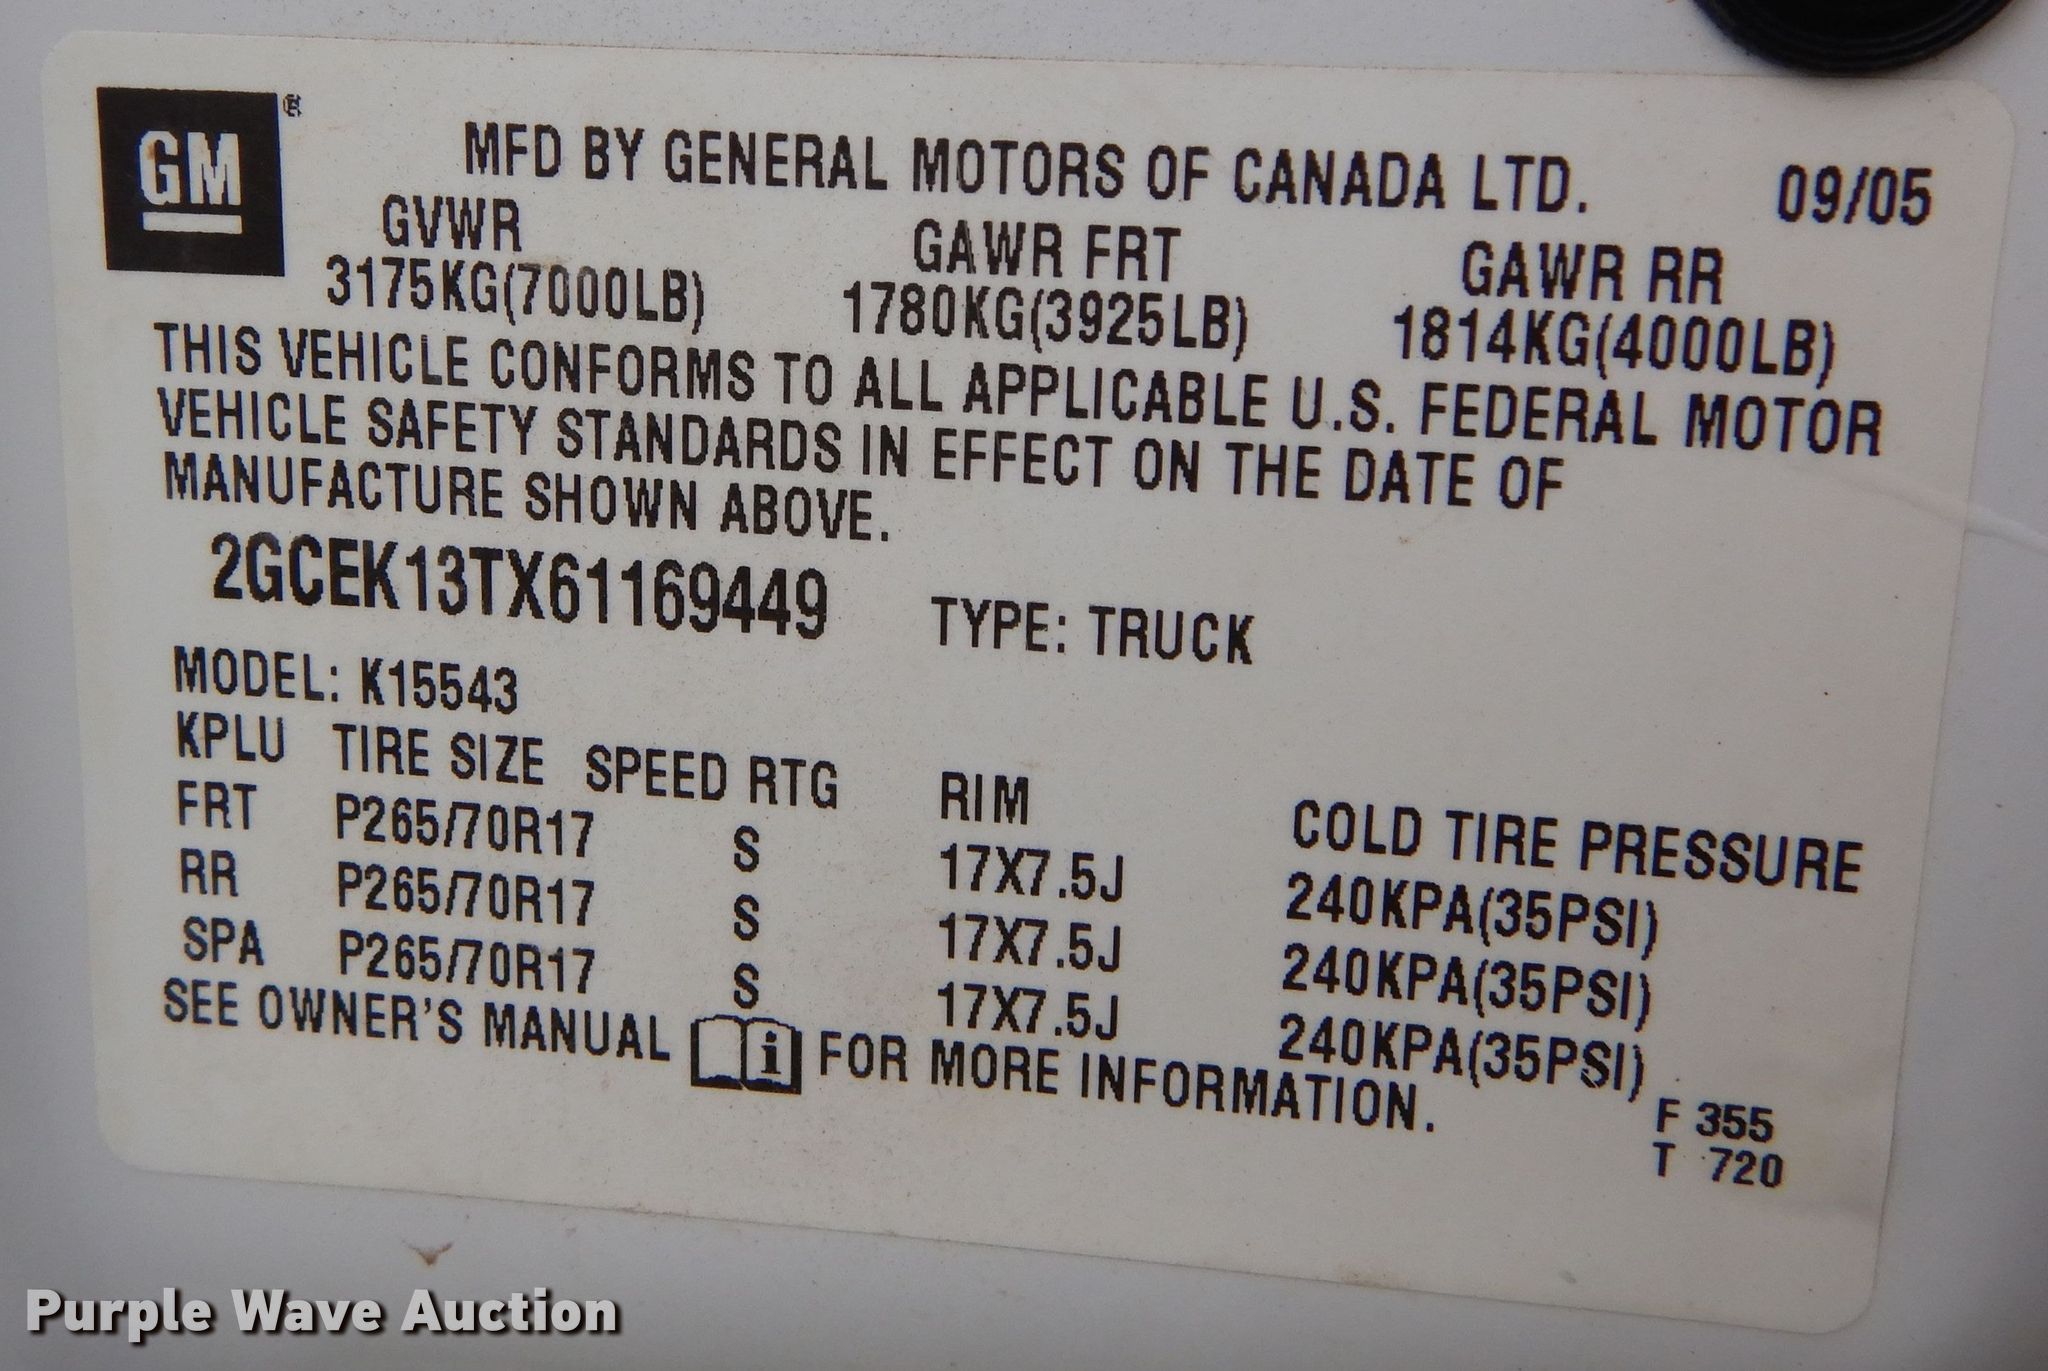 GM ®
MFD BY GENERAL MOTORS OF CANADA LTD. 09/05
GVWR GAWR FRT GAWR RR
3175KG(7000LB) 1780KG(3925LB) 1814KG(4000LB)
THIS VEHICLE CONFORMS TO ALL APPLICABLE U.S. FEDERAL MOTOR
VEHICLE SAFETY STANDARDS IN EFFECT ON THE DATE OF
MANUFACTURE SHOWN ABOVE.
2GCEK13TX61169449 TYPE: TRUCK
MODEL: K15543
KPLU TIRE SIZE SPEED RTG RIM COLD TIRE PRESSURE
FRT P265/70R17 S 17X7.5J 240KPA(35PSI)
RR P265/70R17 S 17X7.5J 240KPA(35PSI)
SPA P265/70R17 S 17X7.5J 240KPA(35PSI)
SEE OWNER'S MANUAL i FOR MORE INFORMATION.
F 355
T 720
Purple Wave Auction